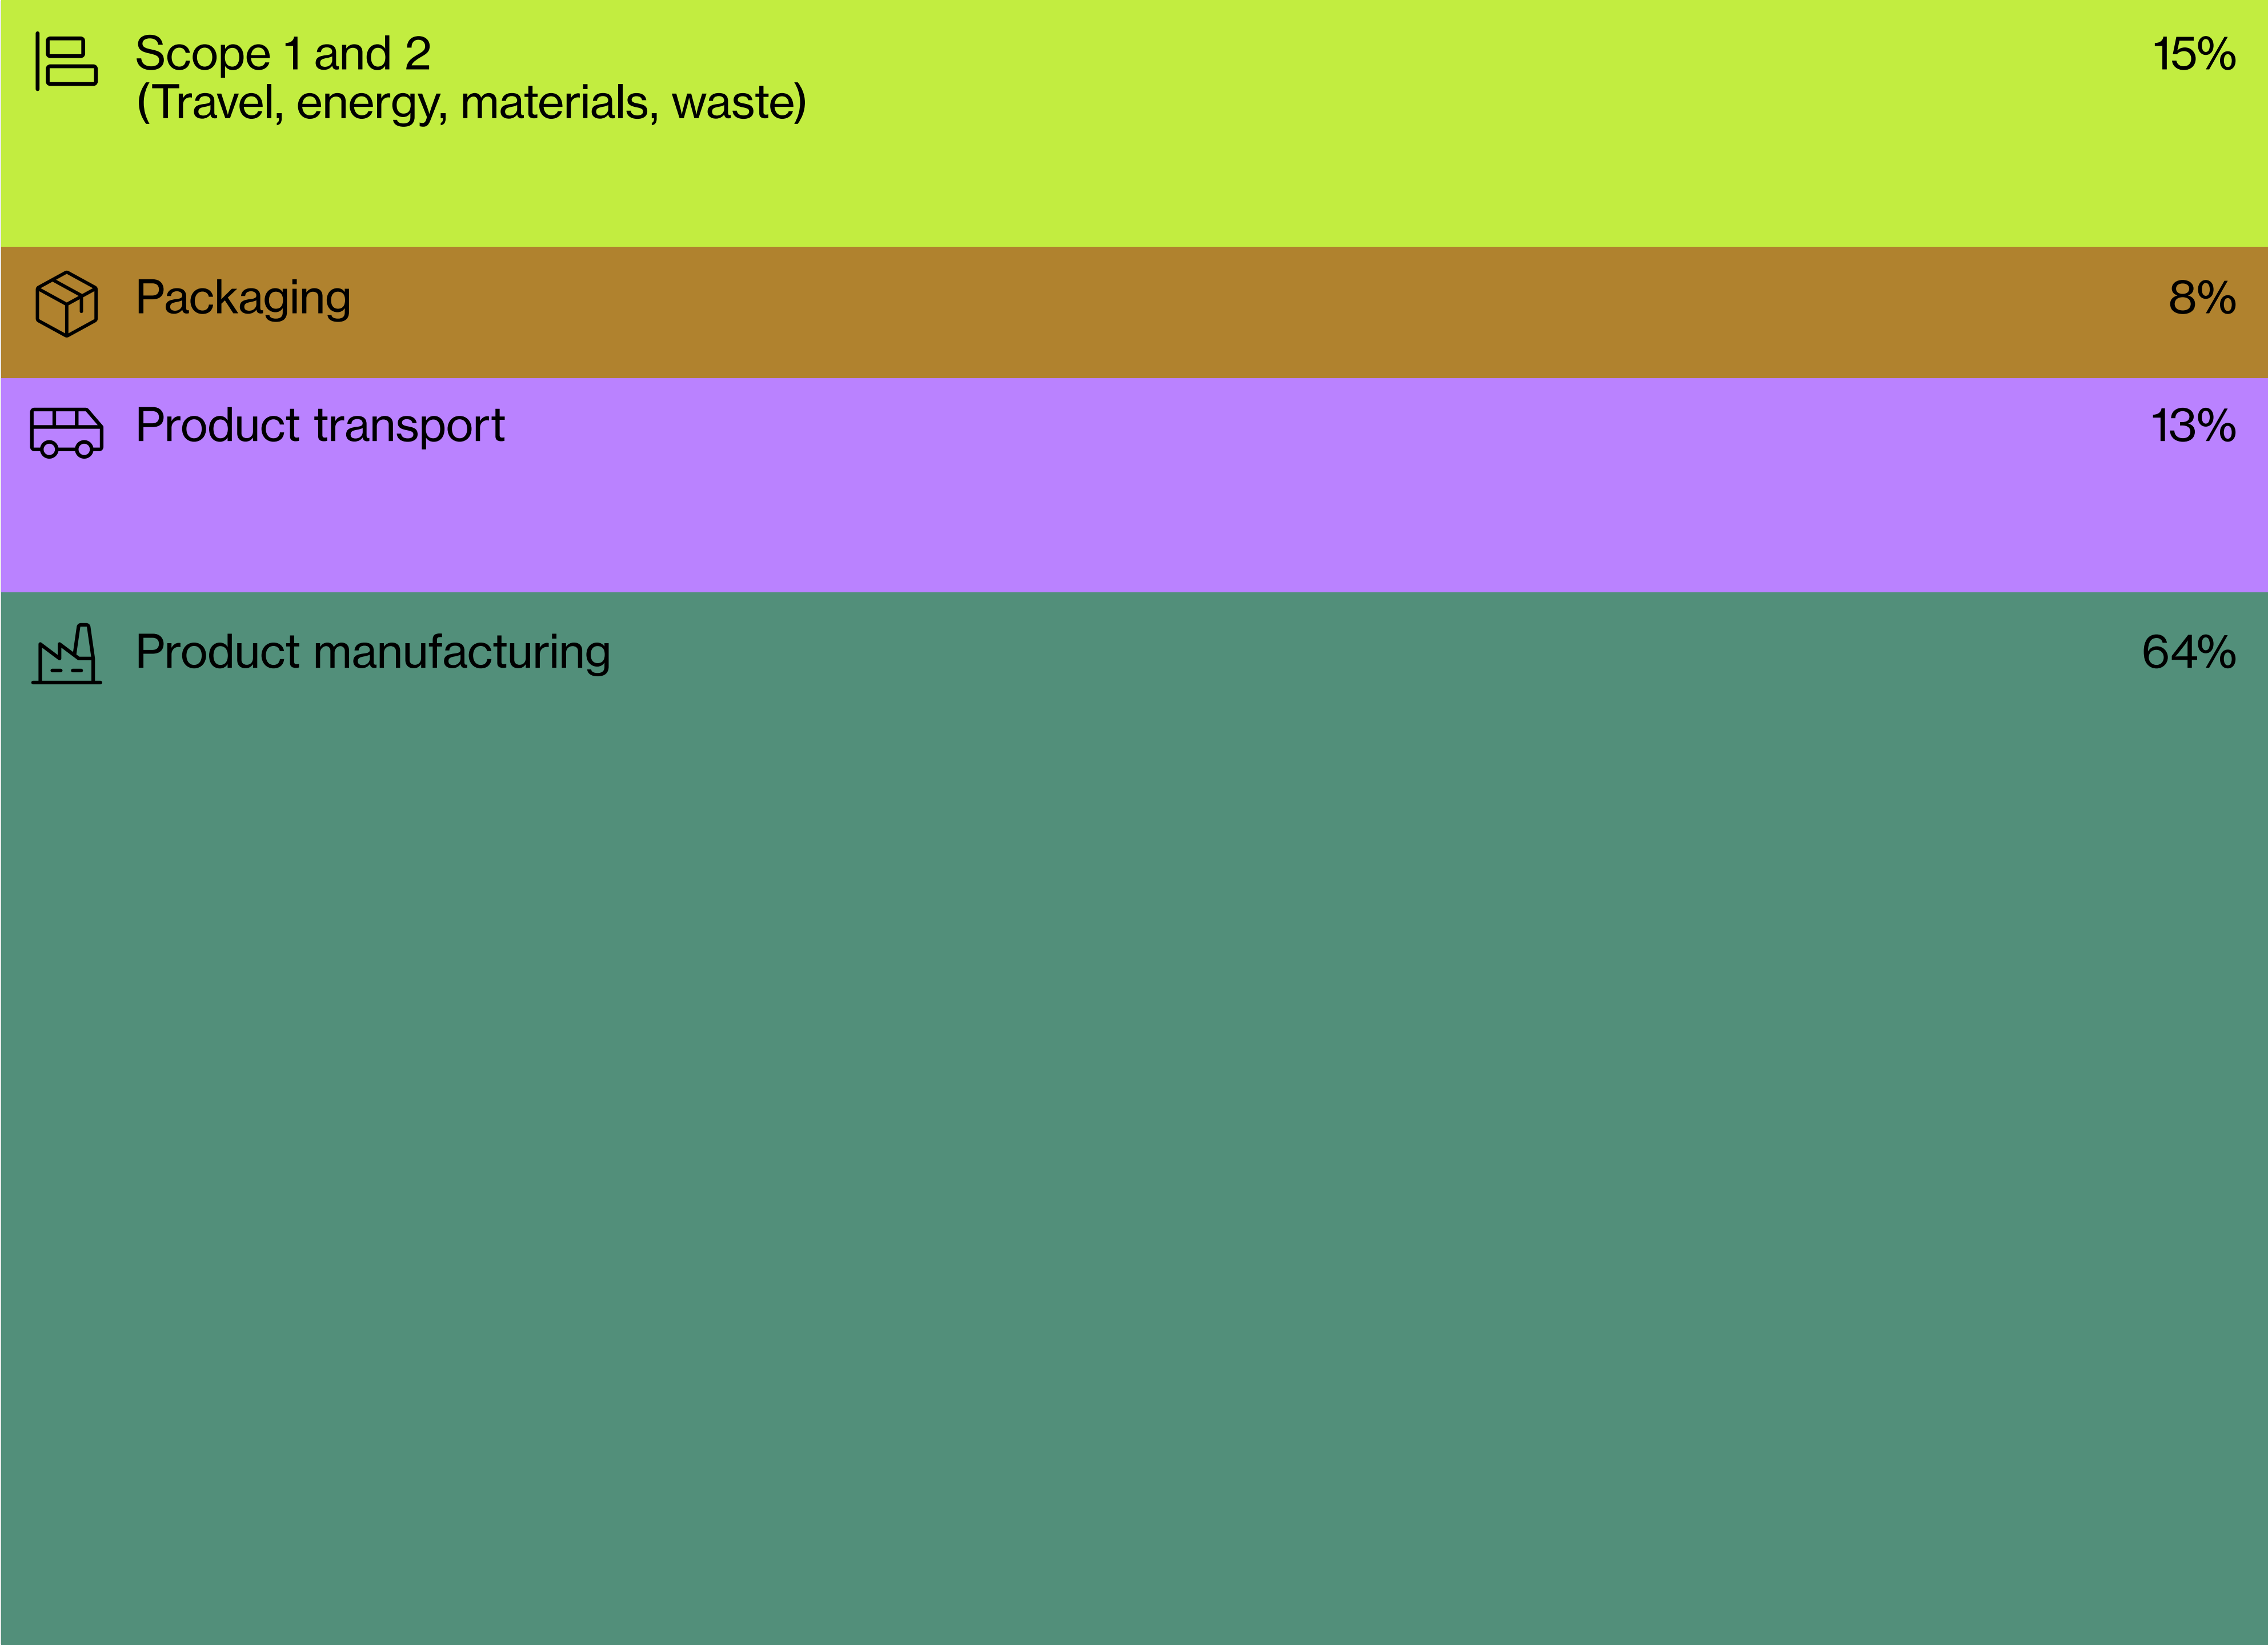 Scope 1 and 2 15%
(Travel, energy, materials, waste)
Packaging 8%
Product transport 13%
Product manufacturing 64%